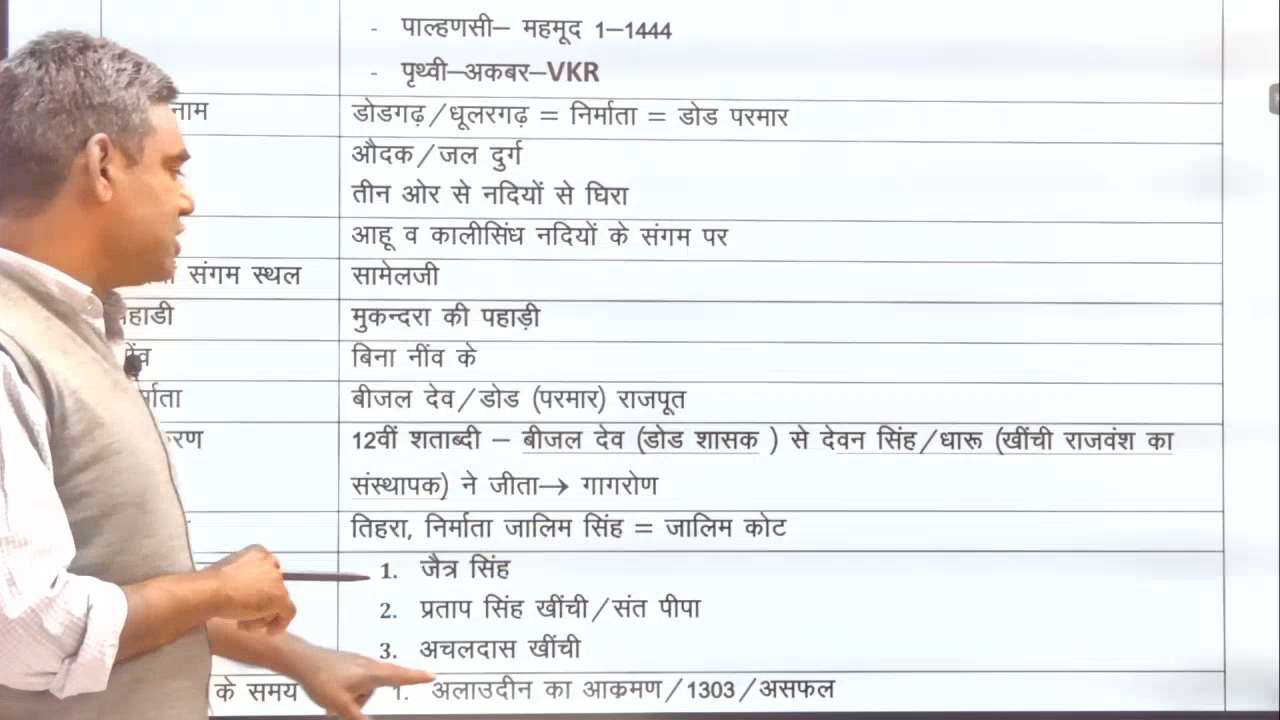 - पाल्हणसी– महमूद 1–1444
- पृथ्वी–अकबर–VKR
नाम डोडगढ़/धूलरगढ़ = निर्माता = डोड परमार
औदक/जल दुर्ग
तीन ओर से नदियों से घिरा
आहू व कालीसिंध नदियों के संगम पर
संगम स्थल सामेलजी
मुकन्दरा की पहाड़ी
बिना नींव के
बीजल देव/डोड (परमार) राजपूत
12वीं शताब्दी – बीजल देव (डोड शासक ) से देवन सिंह/धारू (खींची राजवंश का
संस्थापक) ने जीता→ गागरोण
तिहरा, निर्माता जालिम सिंह = जालिम कोट
1. जैत्र सिंह
2. प्रताप सिंह खींची/संत पीपा
3. अचलदास खींची
के समय 1. अलाउदीन का आक्रमण/1303/असफल